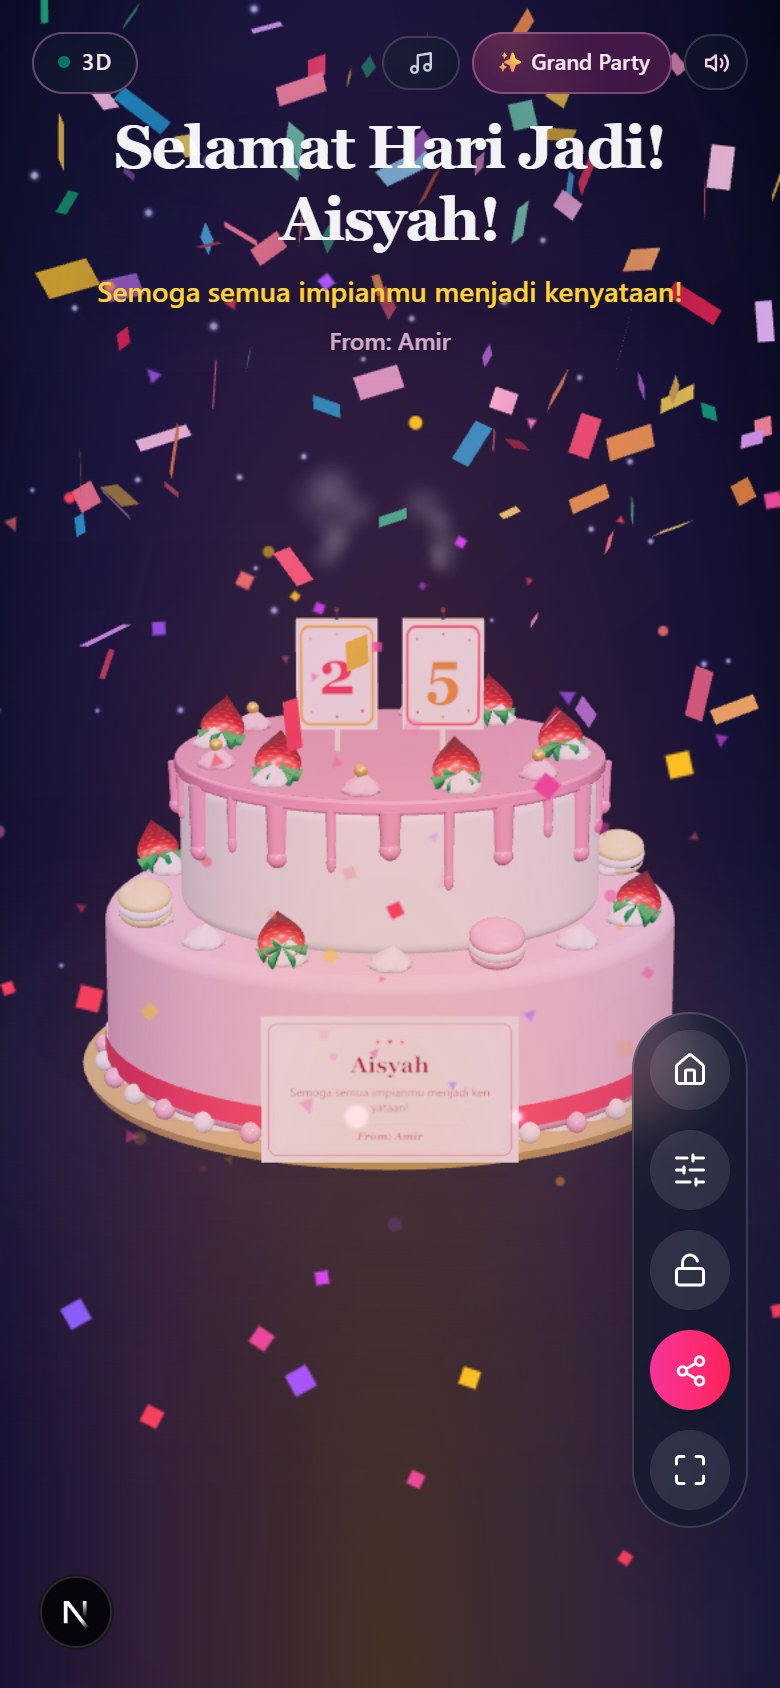 3D
✨ Grand Party
Selamat Hari Jadi!
Aisyah!
Semoga semua impianmu menjadi kenyataan!
From: Amir
2
5
Aisyah
Semoga semua impianmu menjadi ken
yataan!
From: Amir
N